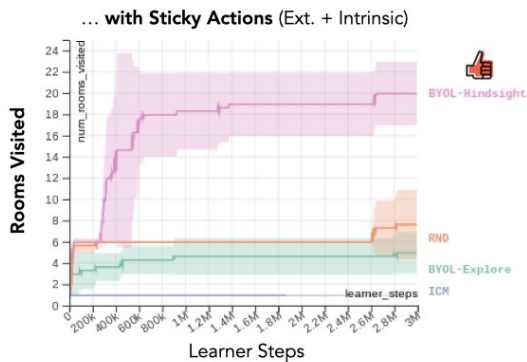 ... with Sticky Actions (Ext. + Intrinsic)
Rooms Visited
num_rooms_visited
24
22
20
18
16
14
12
10
8
6
4
2
0
BYOL-Hindsight
RND
BYOL-Explore
ICM
learner_steps
0 200k 400k 600k 800k 1M 1.2M 1.4M 1.6M 1.8M 2M 2.2M 2.4M 2.6M 2.8M 3M
Learner Steps